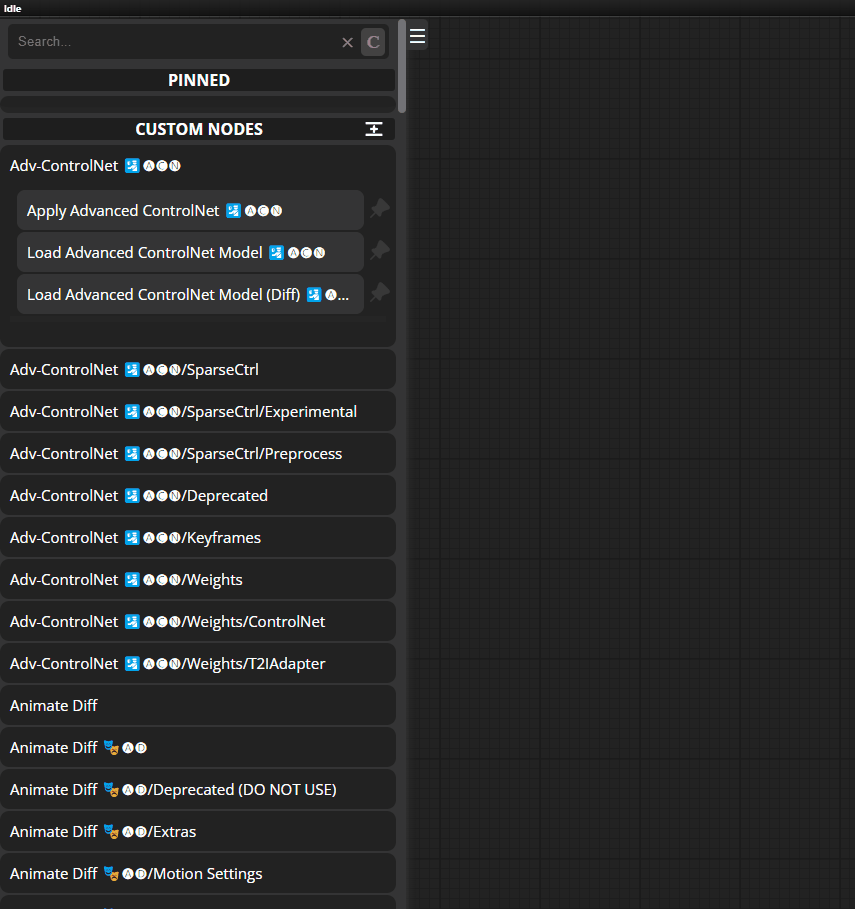 Idle
Search...
C
PINNED
CUSTOM NODES
Adv-ControlNet 🛂🅐🅒🅝
Apply Advanced ControlNet 🛂🅐🅒🅝
Load Advanced ControlNet Model 🛂🅐🅒🅝
Load Advanced ControlNet Model (Diff) 🛂🅐...
Adv-ControlNet 🛂🅐🅒🅝/SparseCtrl
Adv-ControlNet 🛂🅐🅒🅝/SparseCtrl/Experimental
Adv-ControlNet 🛂🅐🅒🅝/SparseCtrl/Preprocess
Adv-ControlNet 🛂🅐🅒🅝/Deprecated
Adv-ControlNet 🛂🅐🅒🅝/Keyframes
Adv-ControlNet 🛂🅐🅒🅝/Weights
Adv-ControlNet 🛂🅐🅒🅝/Weights/ControlNet
Adv-ControlNet 🛂🅐🅒🅝/Weights/T2IAdapter
Animate Diff
Animate Diff 🎭🅐🅓
Animate Diff 🎭🅐🅓/Deprecated (DO NOT USE)
Animate Diff 🎭🅐🅓/Extras
Animate Diff 🎭🅐🅓/Motion Settings